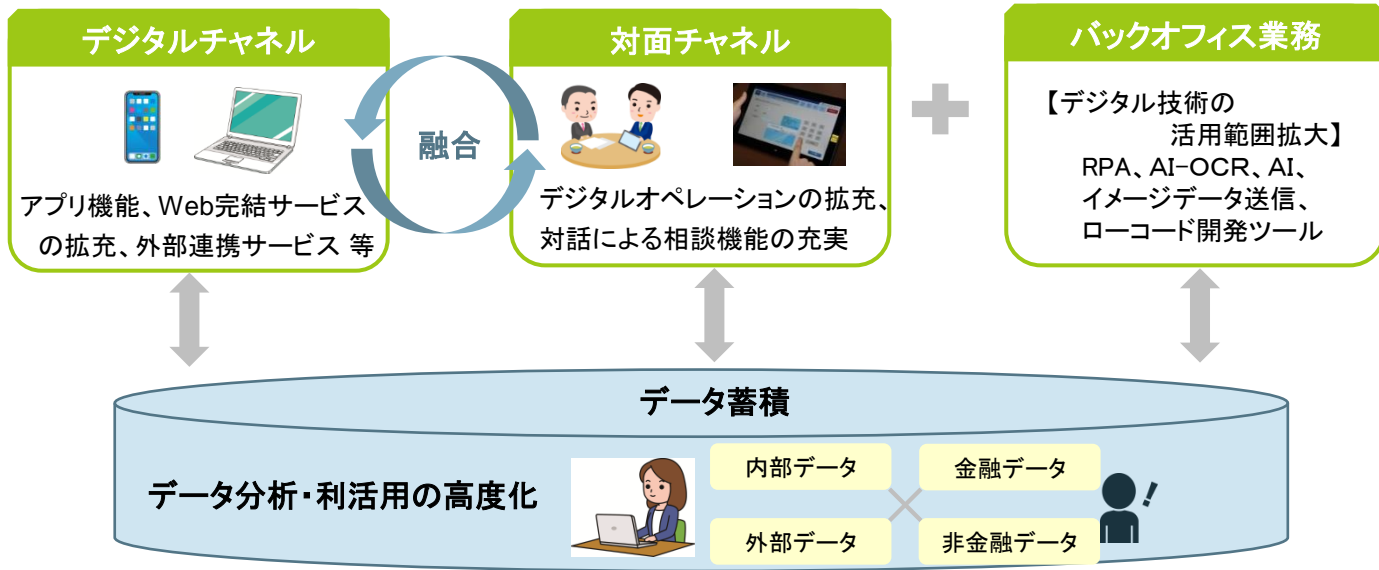 デジタルチャネル
アプリ機能、Web完結サービス
の拡充、外部連携サービス 等
融合
対面チャネル
デジタルオペレーションの拡充、
対話による相談機能の充実
バックオフィス業務
【デジタル技術の
活用範囲拡大】
RPA、AI-OCR、AI、
イメージデータ送信、
ローコード開発ツール
データ蓄積
データ分析・利活用の高度化
内部データ
金融データ
外部データ
非金融データ